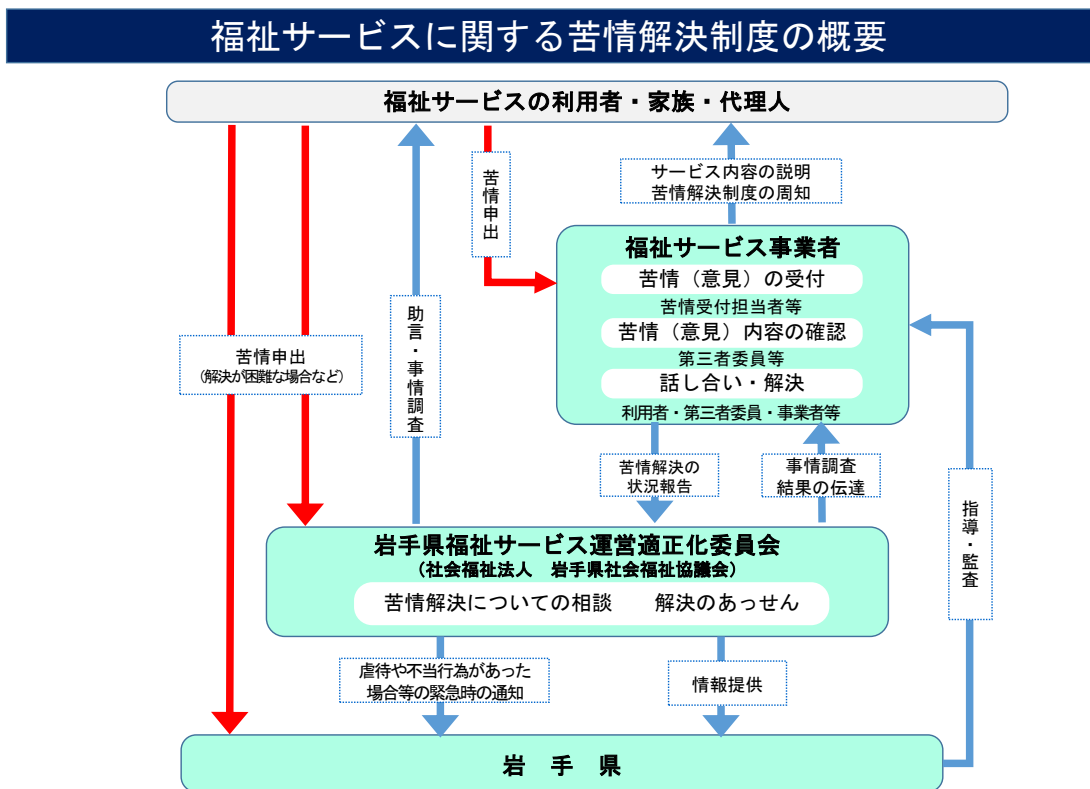 福祉サービスに関する苦情解決制度の概要
福祉サービスの利用者・家族・代理人
苦情申出
サービス内容の説明
苦情解決制度の周知
福祉サービス事業者
苦情（意見）の受付
苦情受付担当者等
苦情（意見）内容の確認
第三者委員等
話し合い・解決
利用者・第三者委員・事業者等
苦情申出
（解決が困難な場合など）
助言・事情調査
苦情解決の
状況報告
事情調査
結果の伝達
指導・監査
岩手県福祉サービス運営適正化委員会
（社会福祉法人　岩手県社会福祉協議会）
苦情解決についての相談　　解決のあっせん
虐待や不当行為があった
場合等の緊急時の通知
情報提供
岩　手　県